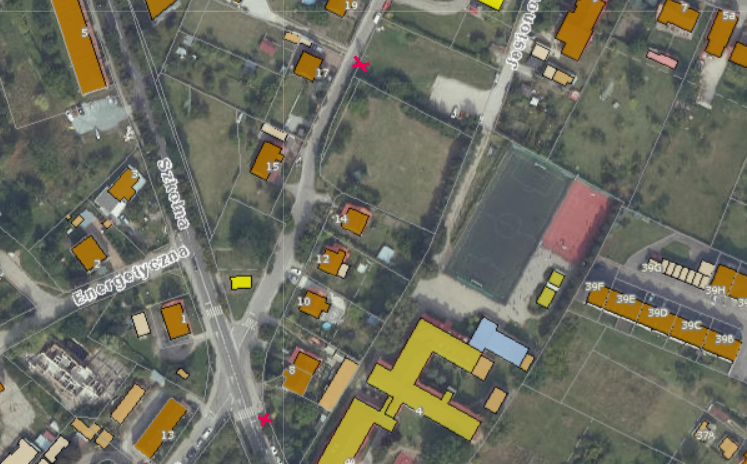 19
5
7
5a
Jesionowa
17
15
3
Szkolna
14
2
Energetyczna
12
39G
39H
39F
39E
39D
39C
39B
10
1
8
4
13
37A